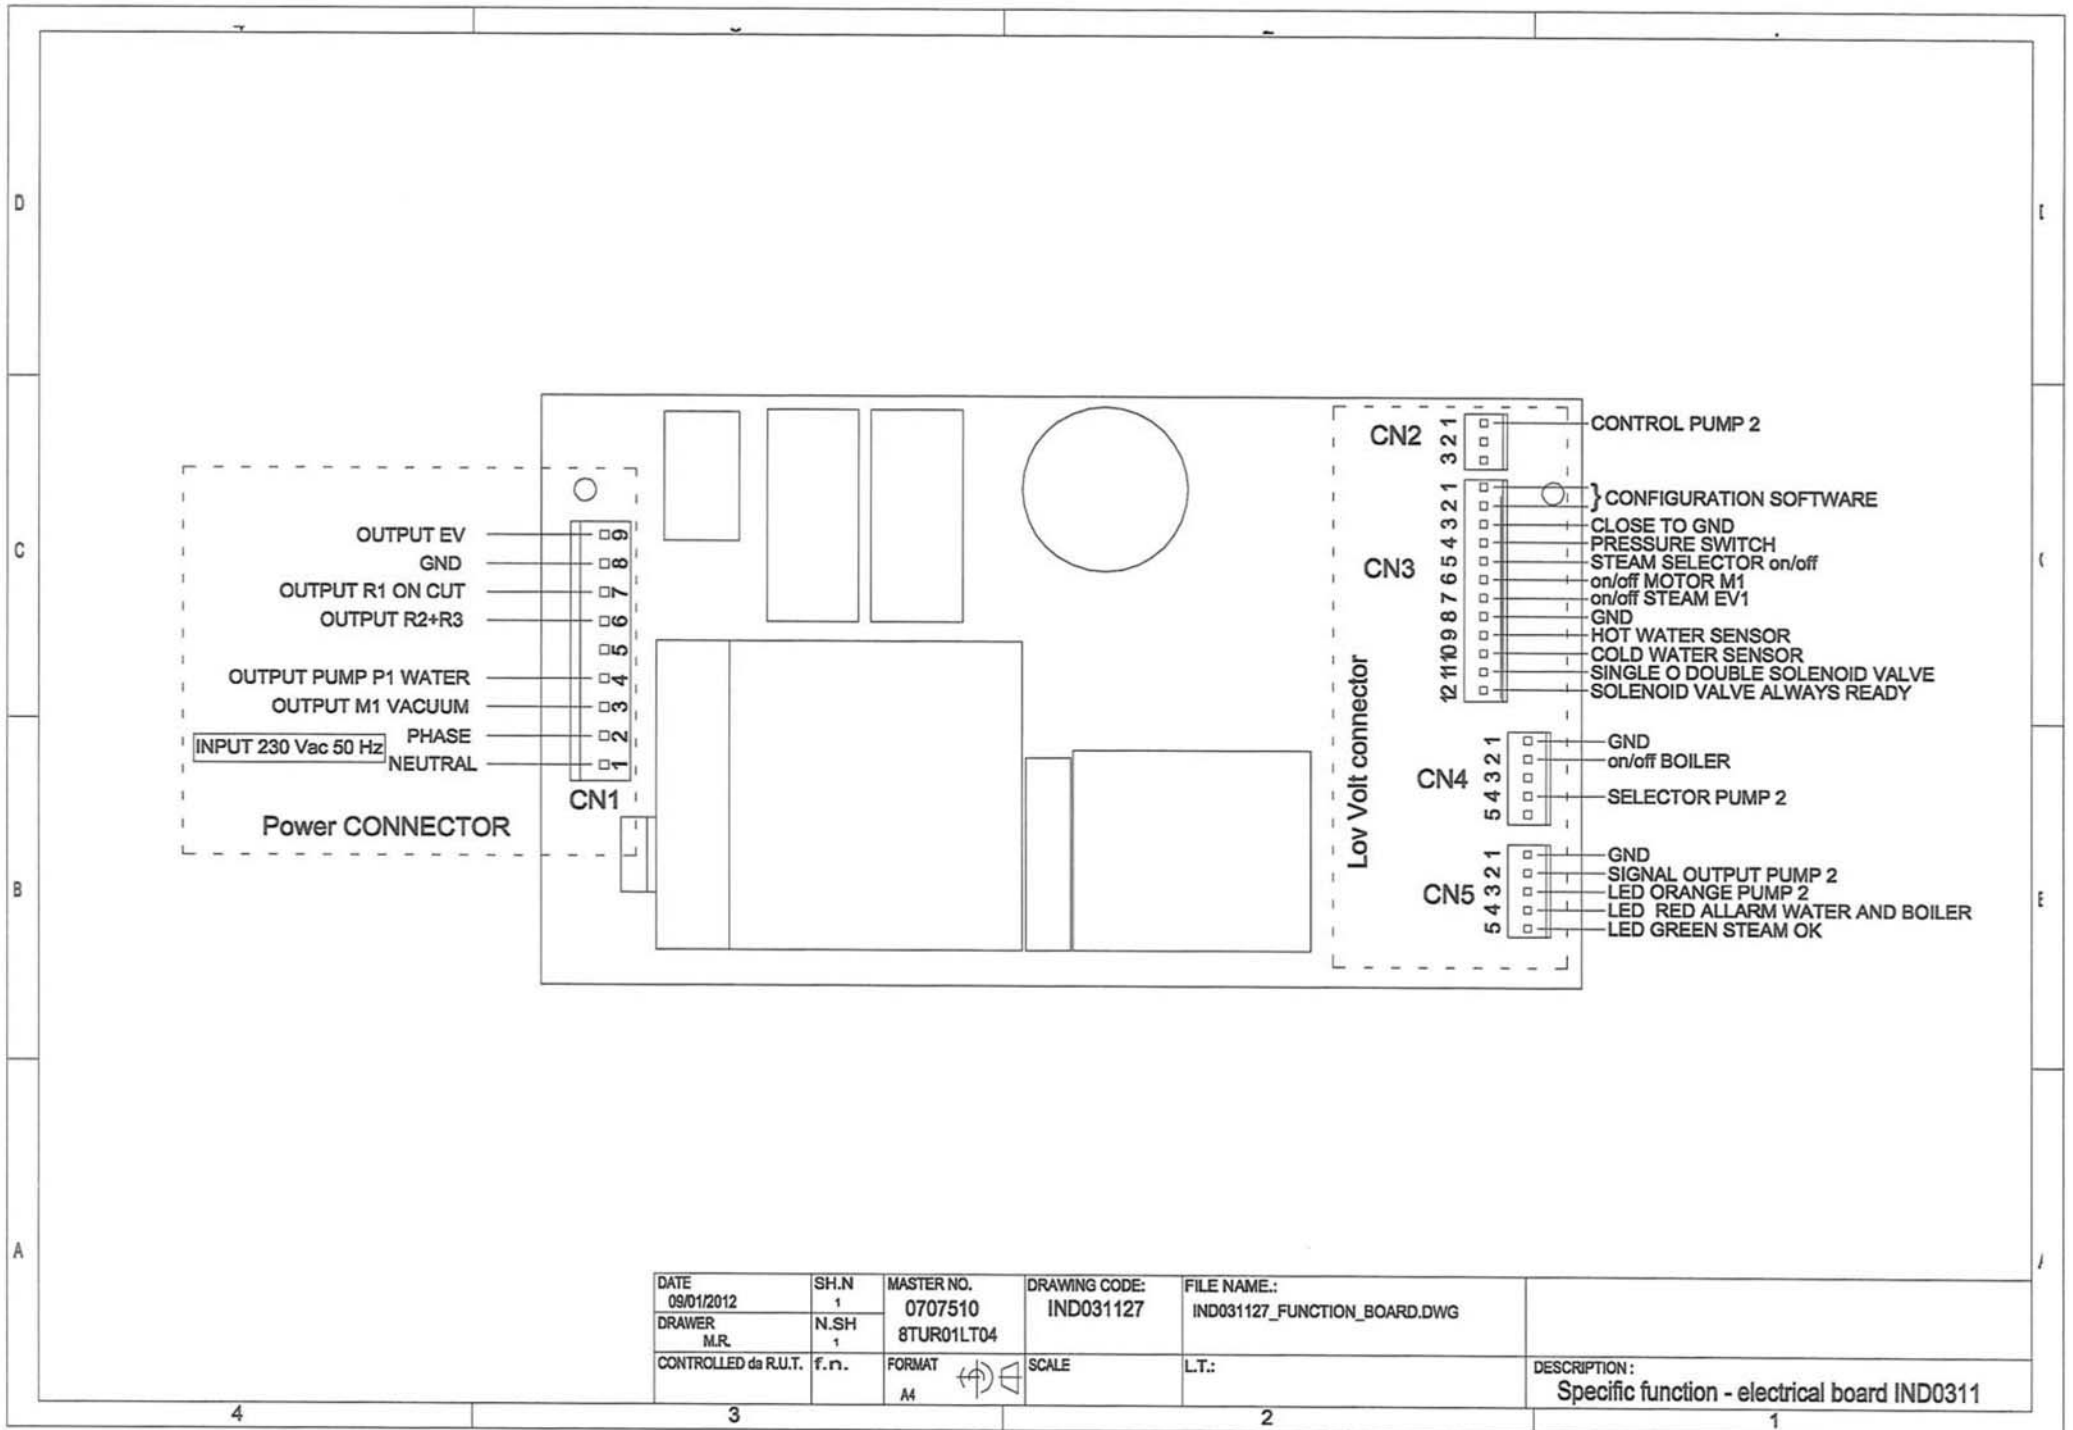 D
C
B
A
OUTPUT EV
GND
OUTPUT R1 ON CUT
OUTPUT R2+R3
OUTPUT PUMP P1 WATER
OUTPUT M1 VACUUM
PHASE
INPUT 230 Vac 50 Hz
NEUTRAL
9
8
7
6
5
4
3
2
1
CN1
Power CONNECTOR
Lov Volt connector
CN2
1
2
3
CONTROL PUMP 2
CN3
1
2
3
4
5
6
7
8
9
10
11
12
} CONFIGURATION SOFTWARE
CLOSE TO GND
PRESSURE SWITCH
STEAM SELECTOR on/off
on/off MOTOR M1
on/off STEAM EV1
GND
HOT WATER SENSOR
COLD WATER SENSOR
SINGLE O DOUBLE SOLENOID VALVE
SOLENOID VALVE ALWAYS READY
CN4
1
2
3
4
5
GND
on/off BOILER
SELECTOR PUMP 2
CN5
1
2
3
4
5
GND
SIGNAL OUTPUT PUMP 2
LED ORANGE PUMP 2
LED RED ALLARM WATER AND BOILER
LED GREEN STEAM OK
DATE
09/01/2012
SH.N
1
MASTER NO.
0707510
8TUR01LT04
DRAWING CODE:
IND031127
FILE NAME.:
IND031127_FUNCTION_BOARD.DWG
DRAWER
M.R.
N.SH
1
CONTROLLED da R.U.T.
f.n.
FORMAT
A4
SCALE
L.T.:
DESCRIPTION :
Specific function - electrical board IND0311
4
3
2
1